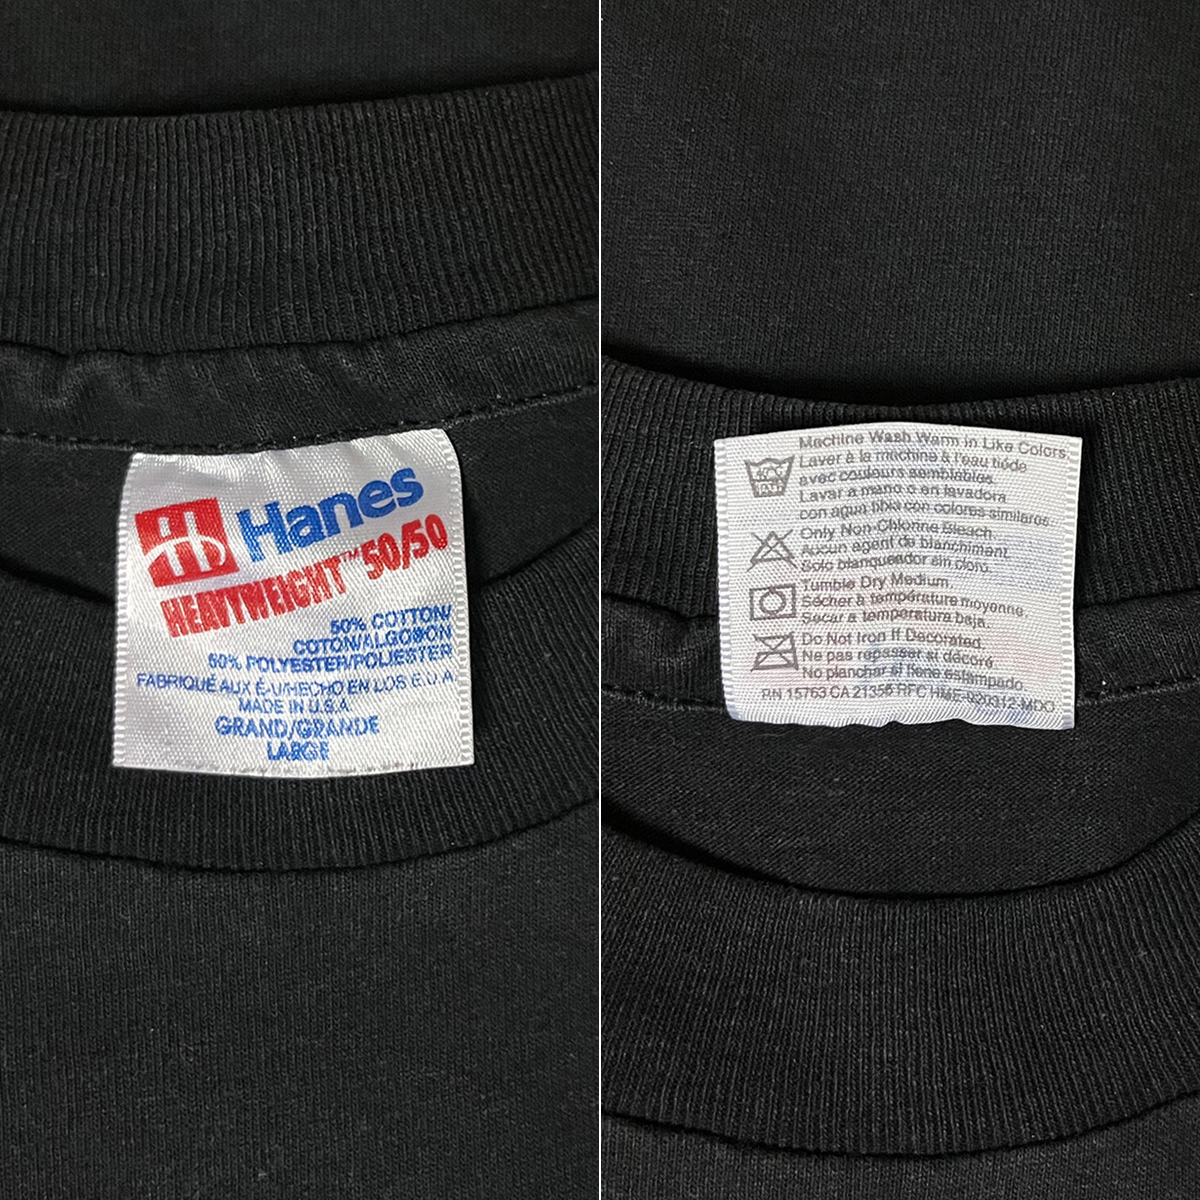 Hanes
HEAVYWEIGHT™ 50/50
50% COTTON/
COTON/ALGODON
50% POLYESTER/POLIESTER
FABRIQUÉ AUX É-U/HECHO EN LOS E.U.A.
MADE IN U.S.A.
GRAND/GRANDE
LARGE
Machine Wash Warm in Like Colors.
Laver à la machine à l'eau tiède
avec couleurs semblables.
Lavar a mano o en lavadora
con agua tibia con colores similares.
Only Non-Chlorine Bleach.
Aucun agent de blanchiment.
Solo blanqueador sin cloro.
Tumble Dry Medium.
Sécher à température moyenne.
Secar a temperatura baja.
Do Not Iron If Decorated.
Ne pas repasser si décoré.
No planchar si tiene estampado.
RN 15763 CA 21356 RFC HME-920312-MDO